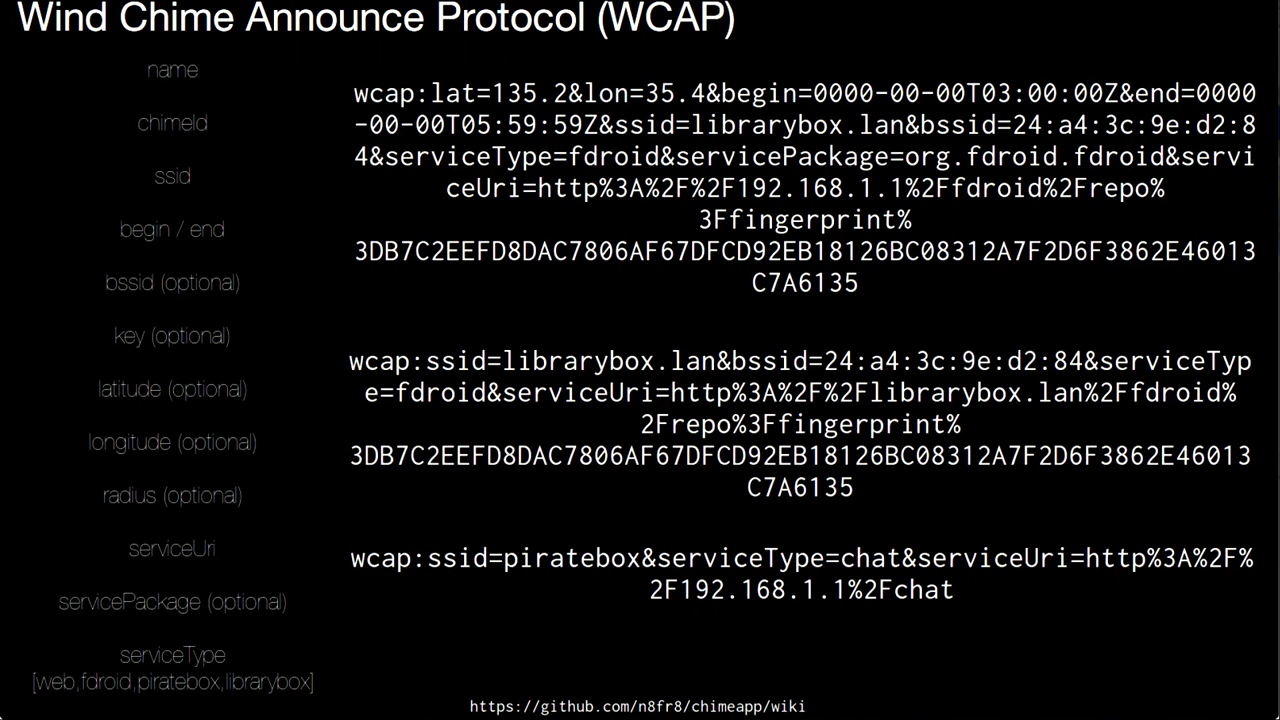 Wind Chime Announce Protocol (WCAP)
name
chimeId
ssid
begin / end
bssid (optional)
key (optional)
latitude (optional)
longitude (optional)
radius (optional)
serviceUri
servicePackage (optional)
serviceType
[web,fdroid,piratebox,librarybox]
wcap:lat=135.2&lon=35.4&begin=0000-00-00T03:00:00Z&end=0000
-00-00T05:59:59Z&ssid=librarybox.lan&bssid=24:a4:3c:9e:d2:8
4&serviceType=fdroid&servicePackage=org.fdroid.fdroid&servi
ceUri=http%3A%2F%2F192.168.1.1%2Ffdroid%2Frepo%
3Ffingerprint%
3DB7C2EEFD8DAC7806AF67DFCD92EB18126BC08312A7F2D6F3862E46013
C7A6135
wcap:ssid=librarybox.lan&bssid=24:a4:3c:9e:d2:84&serviceTyp
e=fdroid&serviceUri=http%3A%2F%2Flibrarybox.lan%2Ffdroid%
2Frepo%3Ffingerprint%
3DB7C2EEFD8DAC7806AF67DFCD92EB18126BC08312A7F2D6F3862E46013
C7A6135
wcap:ssid=piratebox&serviceType=chat&serviceUri=http%3A%2F%
2F192.168.1.1%2Fchat
https://github.com/n8fr8/chimeapp/wiki